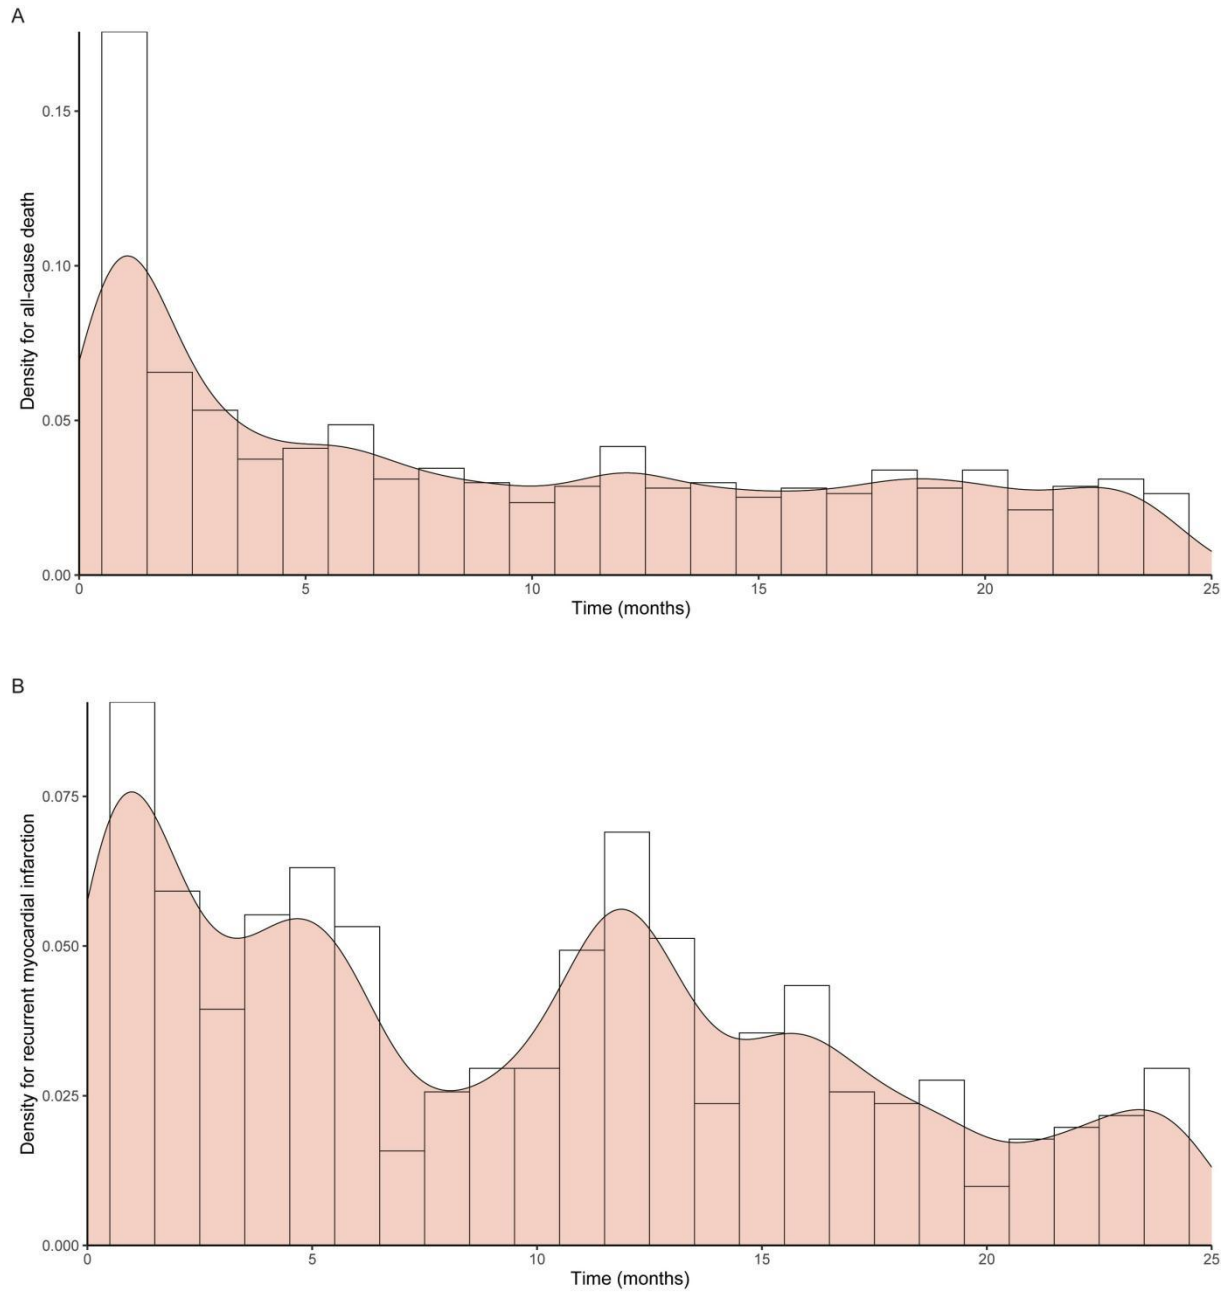 A
Density for all-cause death
0.15
0.10
0.05
0.00
0 5 10 15 20 25
Time (months)
B
Density for recurrent myocardial infarction
0.075
0.050
0.025
0.000
0 5 10 15 20 25
Time (months)